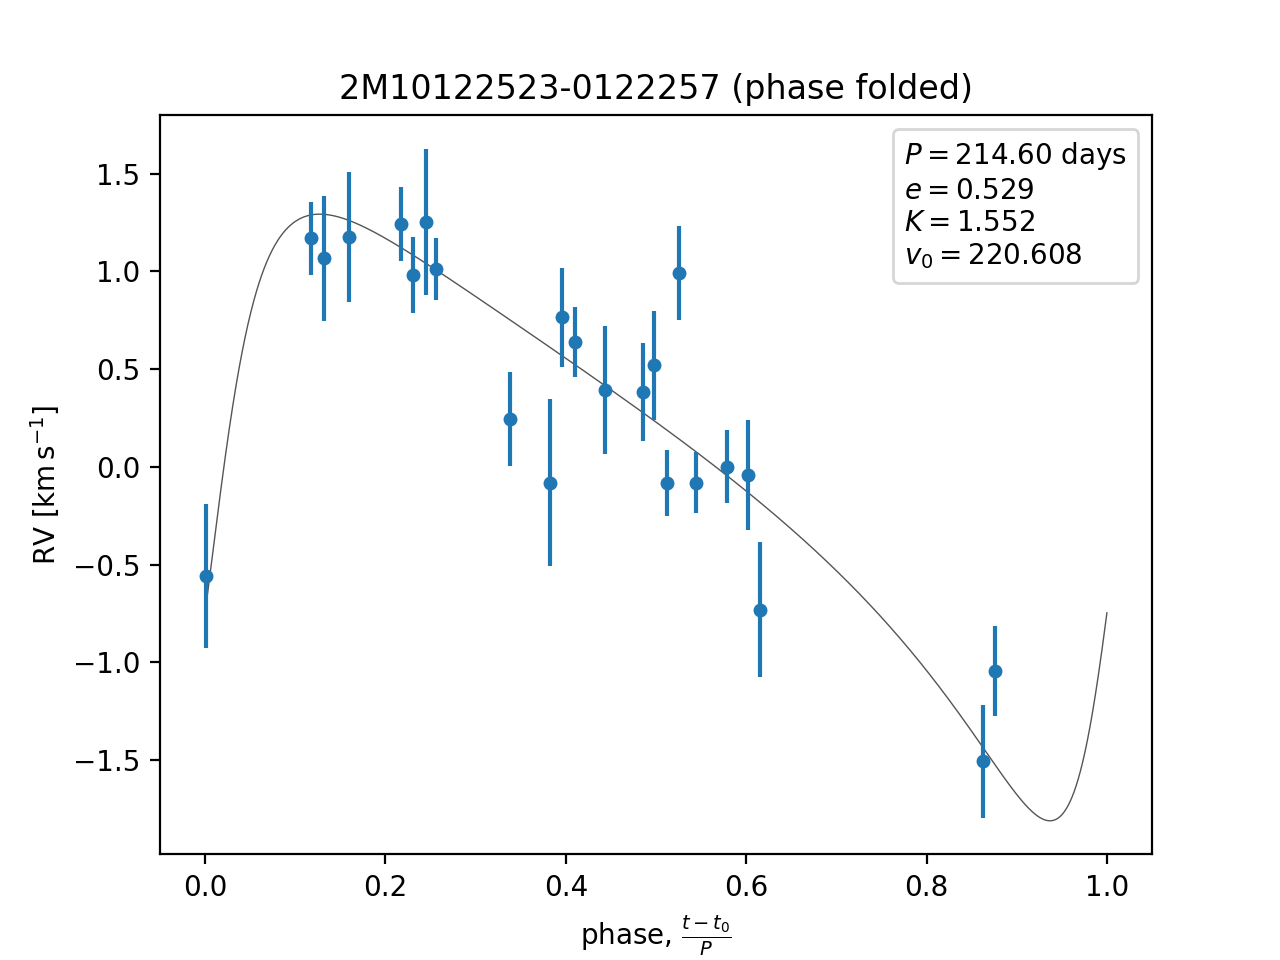 2M10122523-0122257 (phase folded)
P = 214.60 days
e = 0.529
K = 1.552
v₀ = 220.608
RV [km s⁻¹]
1.5
1.0
0.5
0.0
−0.5
−1.0
−1.5
0.0 0.2 0.4 0.6 0.8 1.0
phase, (t − t₀)/P